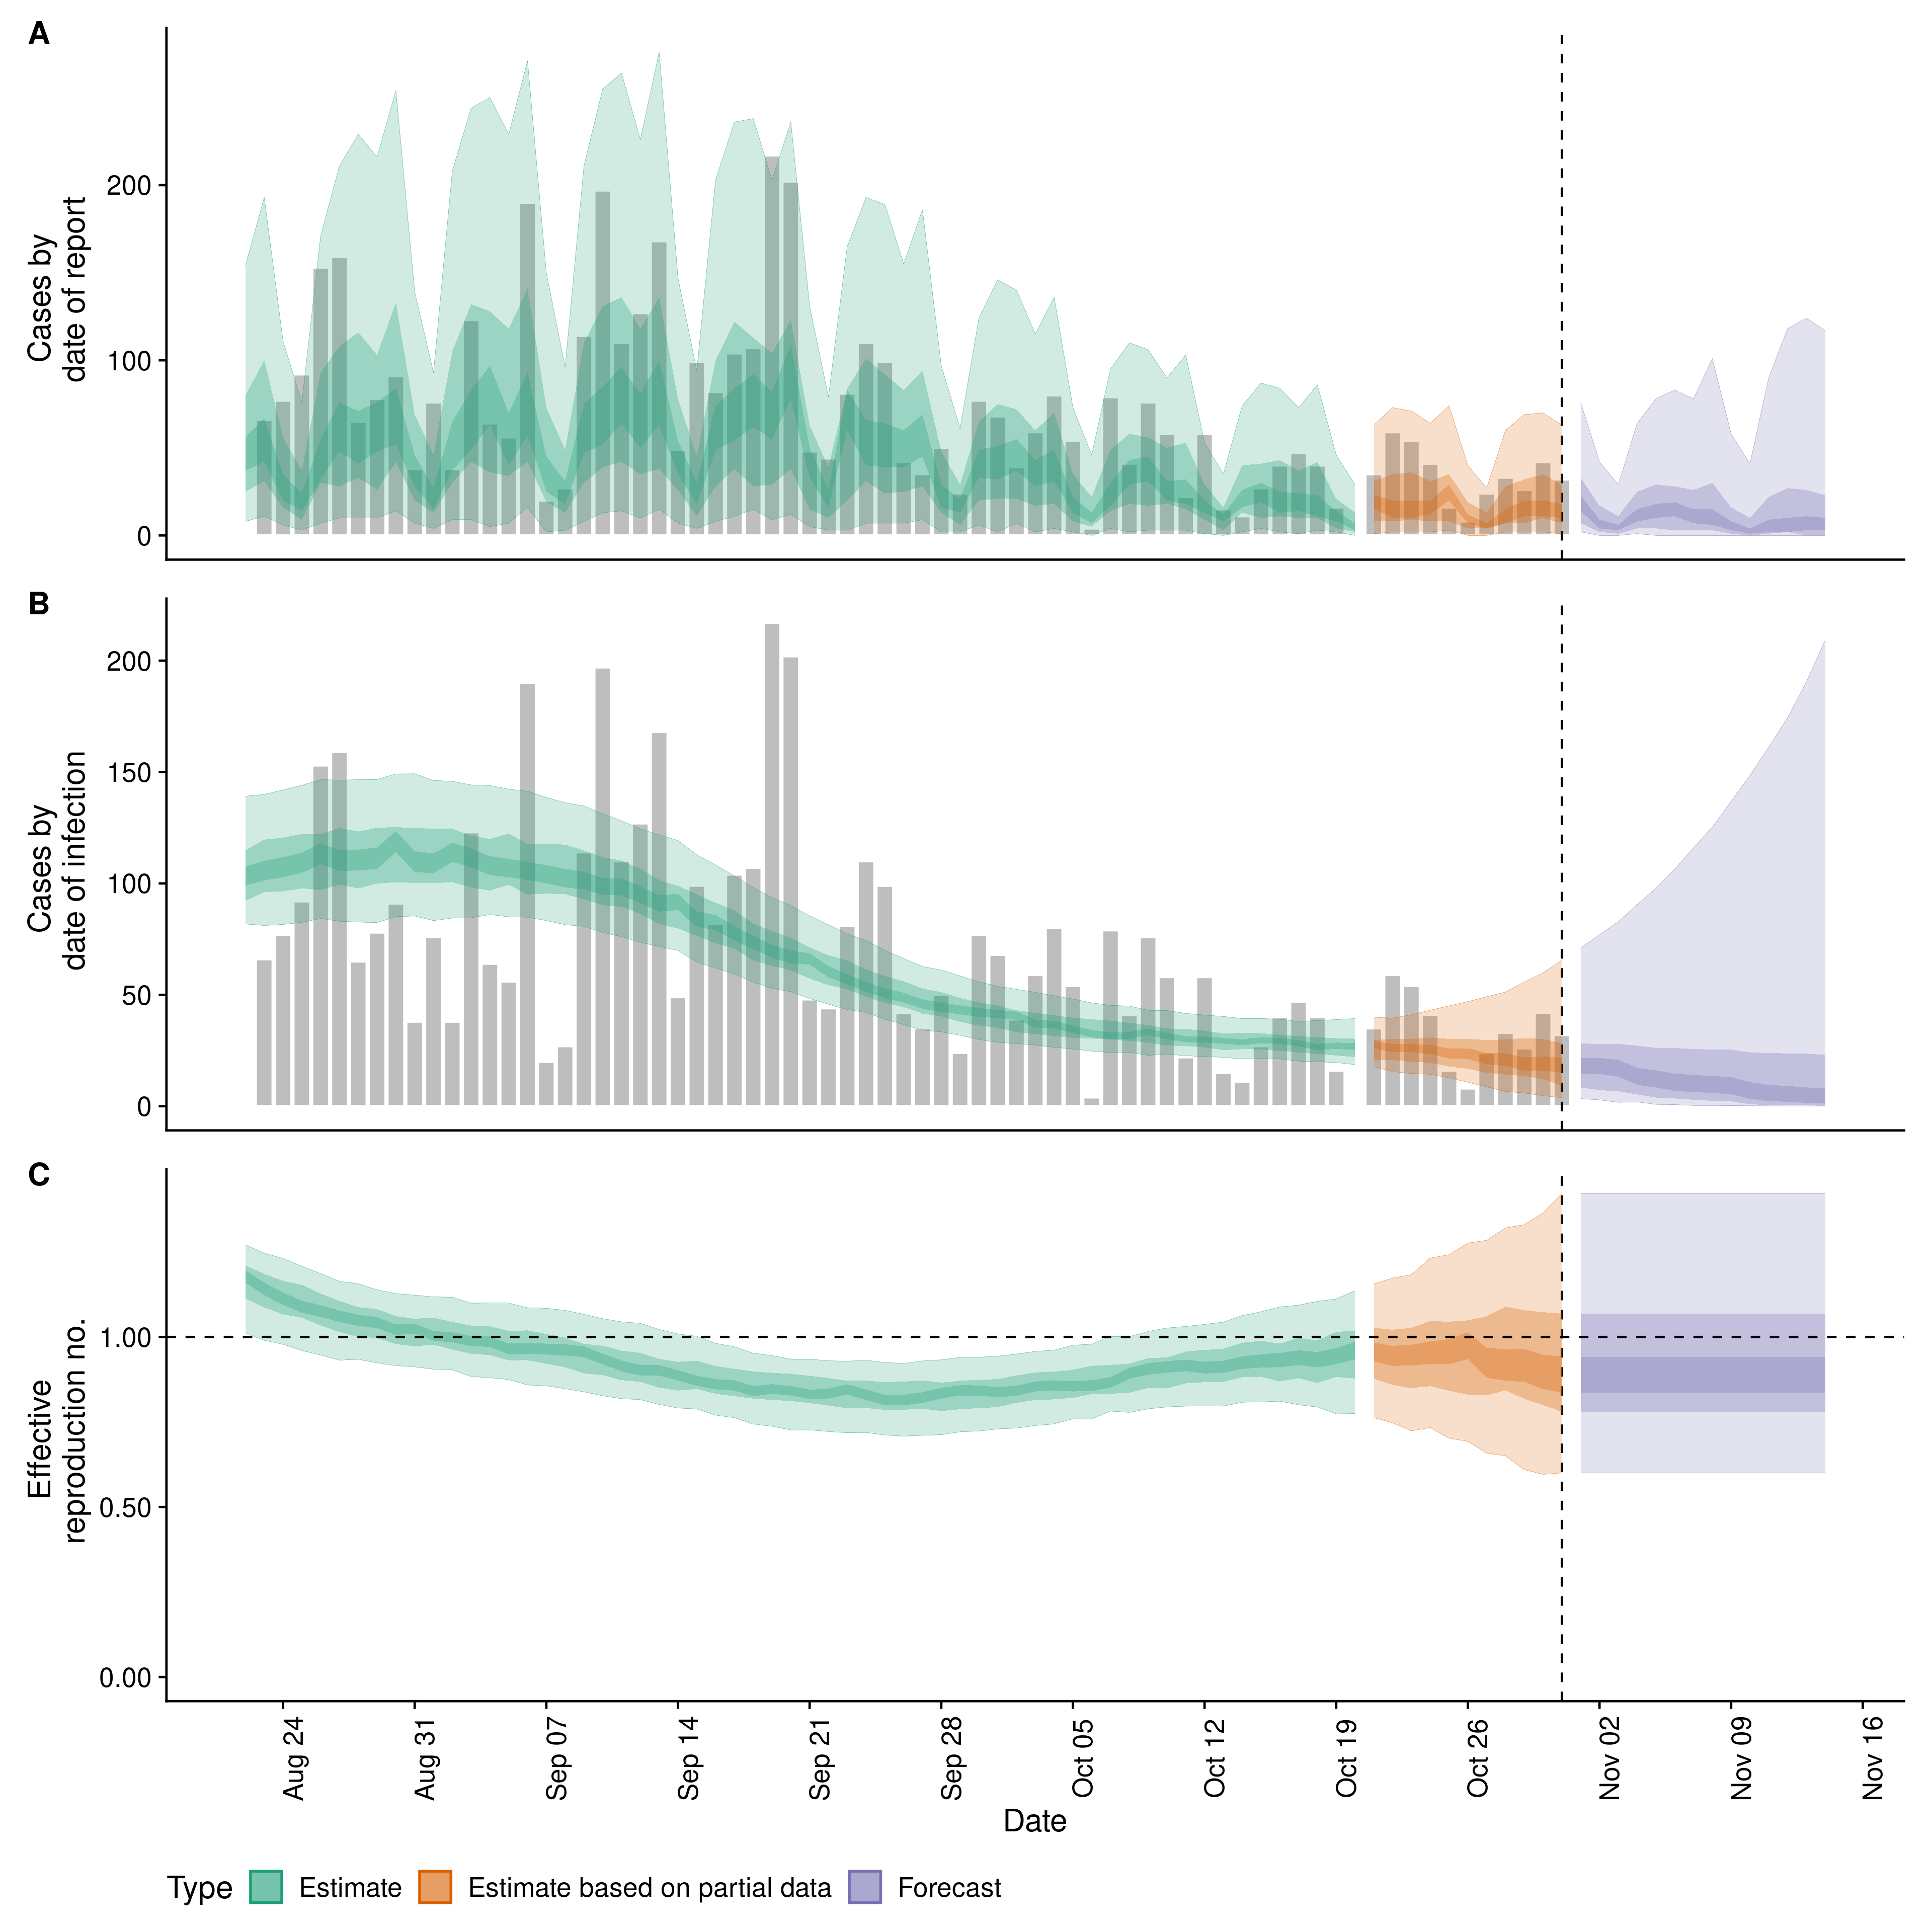 A
Cases by
date of report
200
100
0
B
Cases by
date of infection
200
150
100
50
0
C
Effective
reproduction no.
1.00
0.50
0.00
Aug 24
Aug 31
Sep 07
Sep 14
Sep 21
Sep 28
Oct 05
Oct 12
Oct 19
Oct 26
Nov 02
Nov 09
Nov 16
Date
Type Estimate Estimate based on partial data Forecast